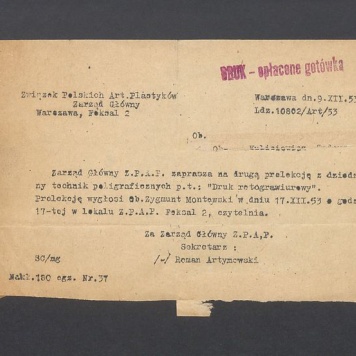 DRUK - opłacone gotówką
Związek Polskich Art.Plastyków
Zarząd Główny
Warszawa, Foksal 2
Warszawa dn.9.XII.53
Ldz.10802/Art/53
Ob.
Ob.
Zarząd Główny Z.P.A.P. zaprasza na drugą prelekcję z dziedzi
ny technik poligraficznych p.t.: "Druk rotograwiurowy".
Prelekcję wygłosi Ob.Zygmunt w dniu 17.XII.53 o godz
17-tej w lokalu Z.P.A.P. Foksal 2, czytelnia.
Za Zarząd Główny Z.P.A.P.
Sekretarz :
SC/mg
/-/ Roman Artymowski
Nakł.150 egz. Nr.37